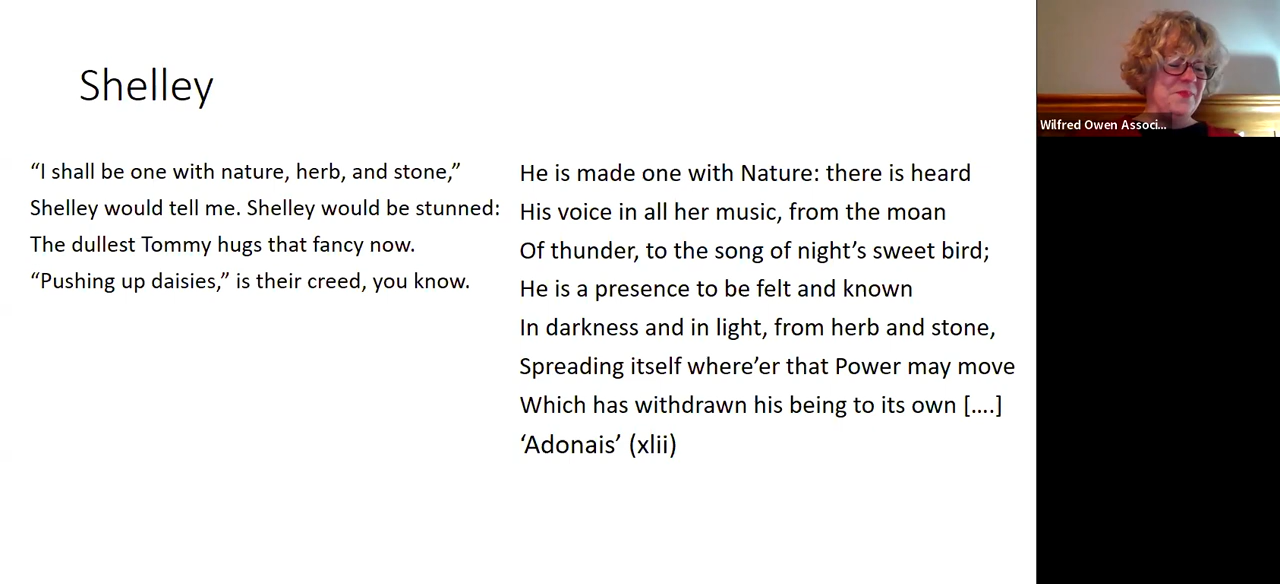 Shelley
“I shall be one with nature, herb, and stone,”
Shelley would tell me. Shelley would be stunned:
The dullest Tommy hugs that fancy now.
“Pushing up daisies,” is their creed, you know.
He is made one with Nature: there is heard
His voice in all her music, from the moan
Of thunder, to the song of night’s sweet bird;
He is a presence to be felt and known
In darkness and in light, from herb and stone,
Spreading itself where’er that Power may move
Which has withdrawn his being to its own [….]
‘Adonais’ (xlii)
Wilfred Owen Associ...